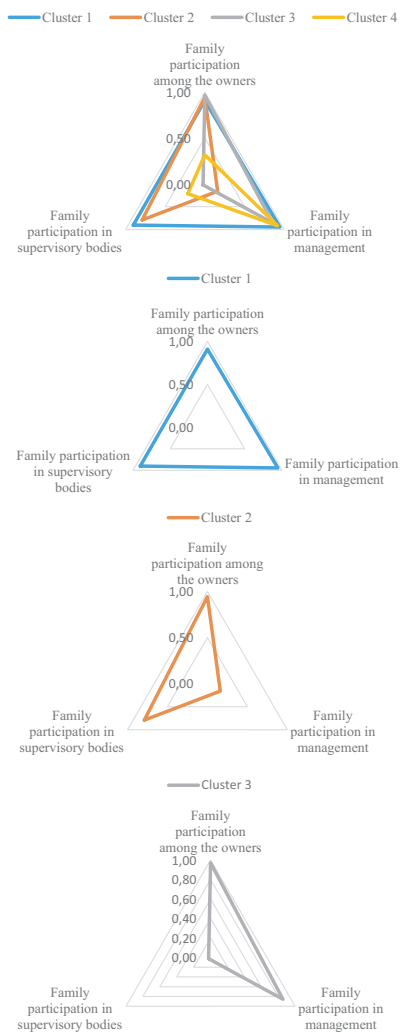 Cluster 1 Cluster 2 Cluster 3 Cluster 4
Family
participation
among the owners
1,00
0,50
0,00
Family
participation in
supervisory bodies
Family
participation in
management
Cluster 1
Family participation
among the owners
1,00
0,50
0,00
Family participation
in supervisory
bodies
Family participation
in management
Cluster 2
Family
participation among
the owners
1,00
0,50
0,00
Family
participation in
supervisory bodies
Family
participation in
management
Cluster 3
Family
participation
among the owners
1,00
0,80
0,60
0,40
0,20
0,00
Family
participation in
supervisory bodies
Family
participation in
management